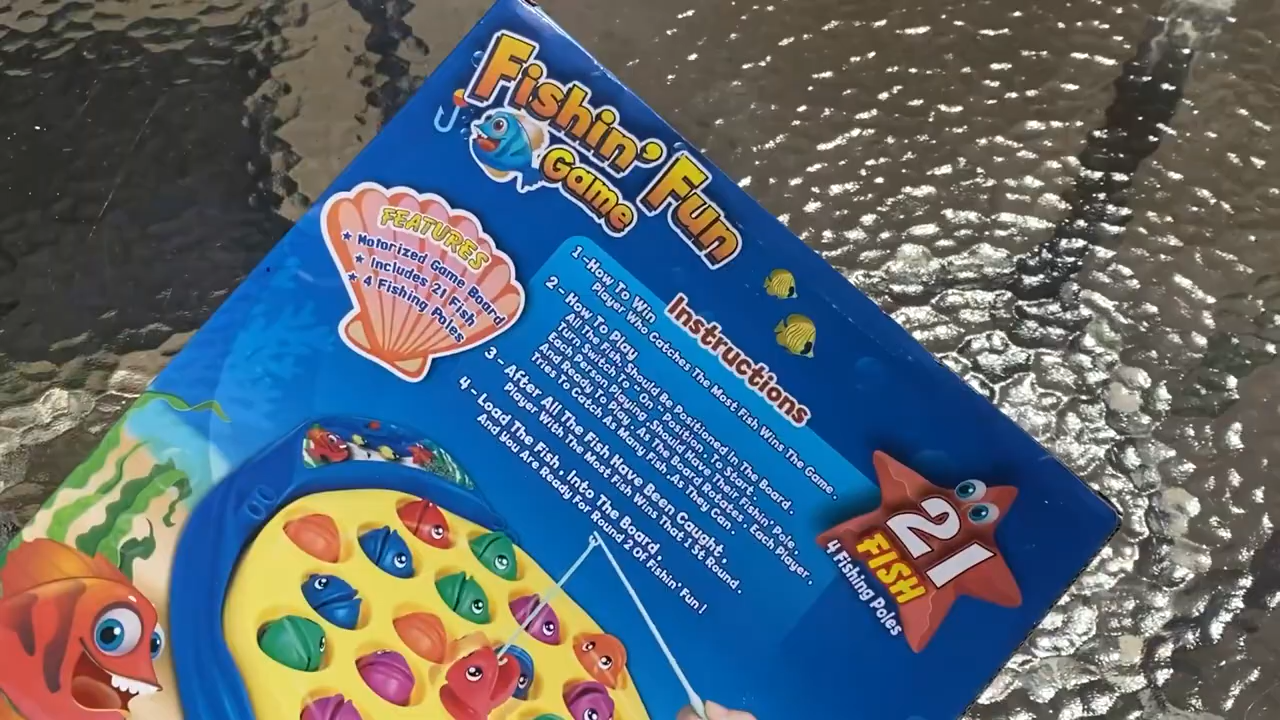 Fishin' Fun
Game
FEATURES
★ Motorized Game Board
★ Includes 21 Fish
★ 4 Fishing Poles
Instructions
1 -How To Win
Player Who Catches The Most Fish Wins The Game.
2 - How To Play
All The Fish, Should Be Positioned In The Board.
Turn Switch To " On " Position, To Start.
Each Person Playing, Should Have Their Fishin' Pole,
And Ready To Play. As The Board Rotates, Each Player,
Tries To Catch, As Many Fish, As They Can.
3 - After All The Fish Have Been Caught,
Player With The Most Fish Wins That 1 St Round.
4 - Load The Fish, Into The Board,
And You Are Ready For Round 2 Of Fishin' Fun!
21
FISH
4 Fishing Poles